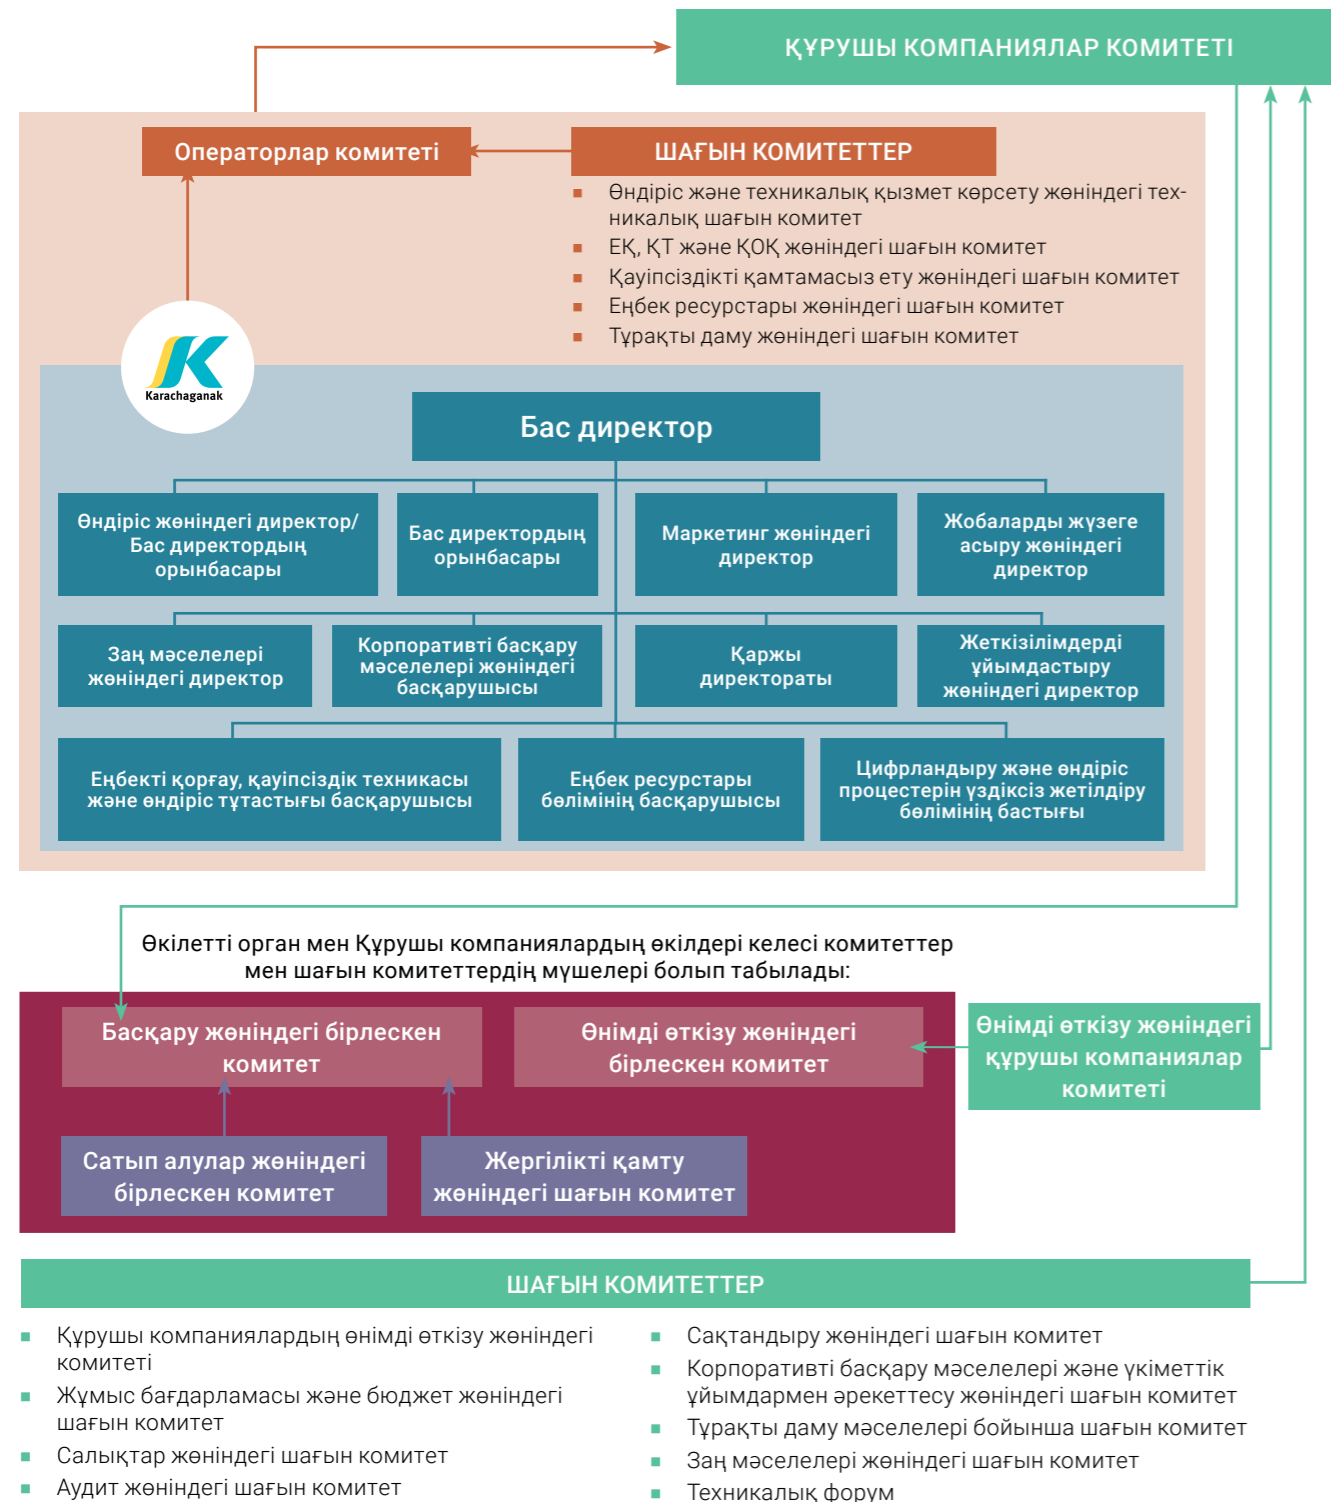 ҚҰРУШЫ КОМПАНИЯЛАР КОМИТЕТІ
Операторлар комитеті
ШАҒЫН КОМИТЕТТЕР
Өндіріс және техникалық қызмет көрсету жөніндегі тех-
никалық шағын комитет
ЕҚ, ҚТ және ҚОҚ жөніндегі шағын комитет
Қауіпсіздікті қамтамасыз ету жөніндегі шағын комитет
Еңбек ресурстары жөніндегі шағын комитет
Тұрақты даму жөніндегі шағын комитет
Karachaganak
Бас директор
Өндіріс жөніндегі директор/
Бас директордың
орынбасары
Бас директордың
орынбасары
Маркетинг жөніндегі
директор
Жобаларды жүзеге
асыру жөніндегі
директор
Заң мәселелері
жөніндегі директор
Корпоративті басқару
мәселелері жөніндегі
басқарушысы
Қаржы
директораты
Жеткізілімдерді
ұйымдастыру
жөніндегі директор
Еңбекті қорғау, қауіпсіздік техникасы
және өндіріс тұтастығы басқарушысы
Еңбек ресурстары
бөлімінің басқарушысы
Цифрландыру және өндіріс
процестерін үздіксіз жетілдіру
бөлімінің бастығы
Өкілетті орган мен Құрушы компаниялардың өкілдері келесі комитеттер
мен шағын комитеттердің мүшелері болып табылады:
Басқару жөніндегі бірлескен
комитет
Өнімді өткізу жөніндегі
бірлескен комитет
Өнімді өткізу жөніндегі
құрушы компаниялар
комитеті
Сатып алулар жөніндегі
бірлескен комитет
Жергілікті қамту
жөніндегі шағын комитет
ШАҒЫН КОМИТЕТТЕР
Құрушы компаниялардың өнімді өткізу жөніндегі
комитеті
Жұмыс бағдарламасы және бюджет жөніндегі
шағын комитет
Салықтар жөніндегі шағын комитет
Аудит жөніндегі шағын комитет
Сақтандыру жөніндегі шағын комитет
Корпоративті басқару мәселелері және үкіметтік
ұйымдармен әрекеттесу жөніндегі шағын комитет
Тұрақты даму мәселелері бойынша шағын комитет
Заң мәселелері жөніндегі шағын комитет
Техникалық форум